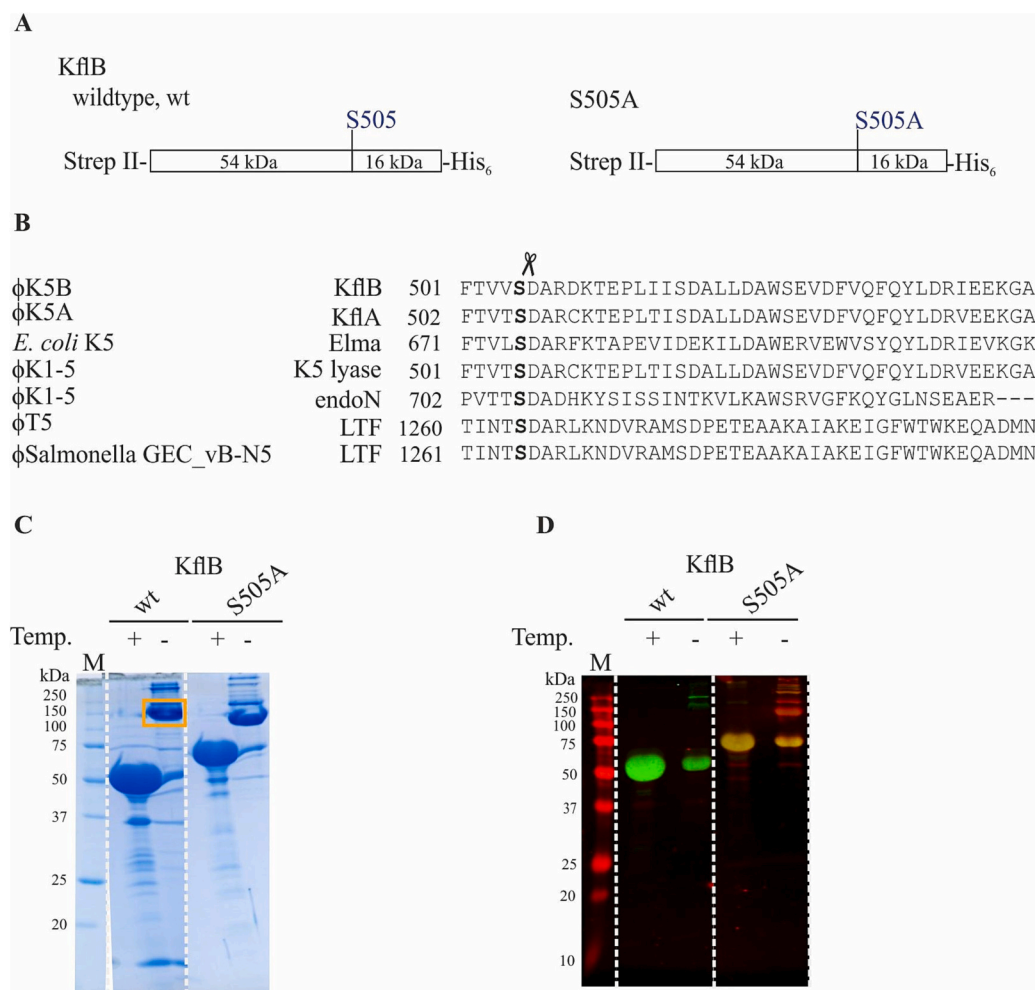 A
KflB
wildtype, wt
S505
Strep II- 54 kDa 16 kDa -His₆
S505A
S505A
Strep II- 54 kDa 16 kDa -His₆
B
ϕK5B KflB 501 FTVVSDARDKTEPLIISDALLDAWSEVDFVQFQYLDRIEEKGA
ϕK5A KflA 502 FTVTSDARCKTEPLTISDALLDAWSEVDFVQFQYLDRVEEKGA
E. coli K5 Elma 671 FTVLSDARFKTAPEVIDEKILDAWERVEWVSYQYLDRIEVKGK
ϕK1-5 K5 lyase 501 FTVTSDARCKTEPLTISDALLDAWSEVDFVQFQYLDRVEEKGA
ϕK1-5 endoN 702 PVTTSDADHKYSISSINTKVLKAWSRVGFKQYGLNSEAER---
ϕT5 LTF 1260 TINTSDARLKNDVRAMSDPETEAAKAIAKEIGFWTWKEQADMN
ϕSalmonella GEC_vB-N5 LTF 1261 TINTSDARLKNDVRAMSDPETEAAKAIAKEIGFWTWKEQADMN
C
KflB
wt S505A
Temp. + - + -
kDa M
250
150
100
75
50
37
25
20
D
KflB
wt S505A
Temp. + - + -
M
kDa
250
150
100
75
50
37
25
20
10